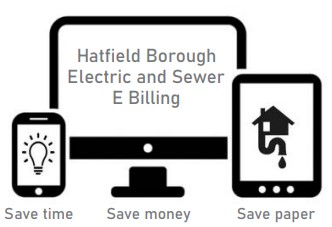 Hatfield Borough
Electric and Sewer
E Billing
Save time
Save money
Save paper